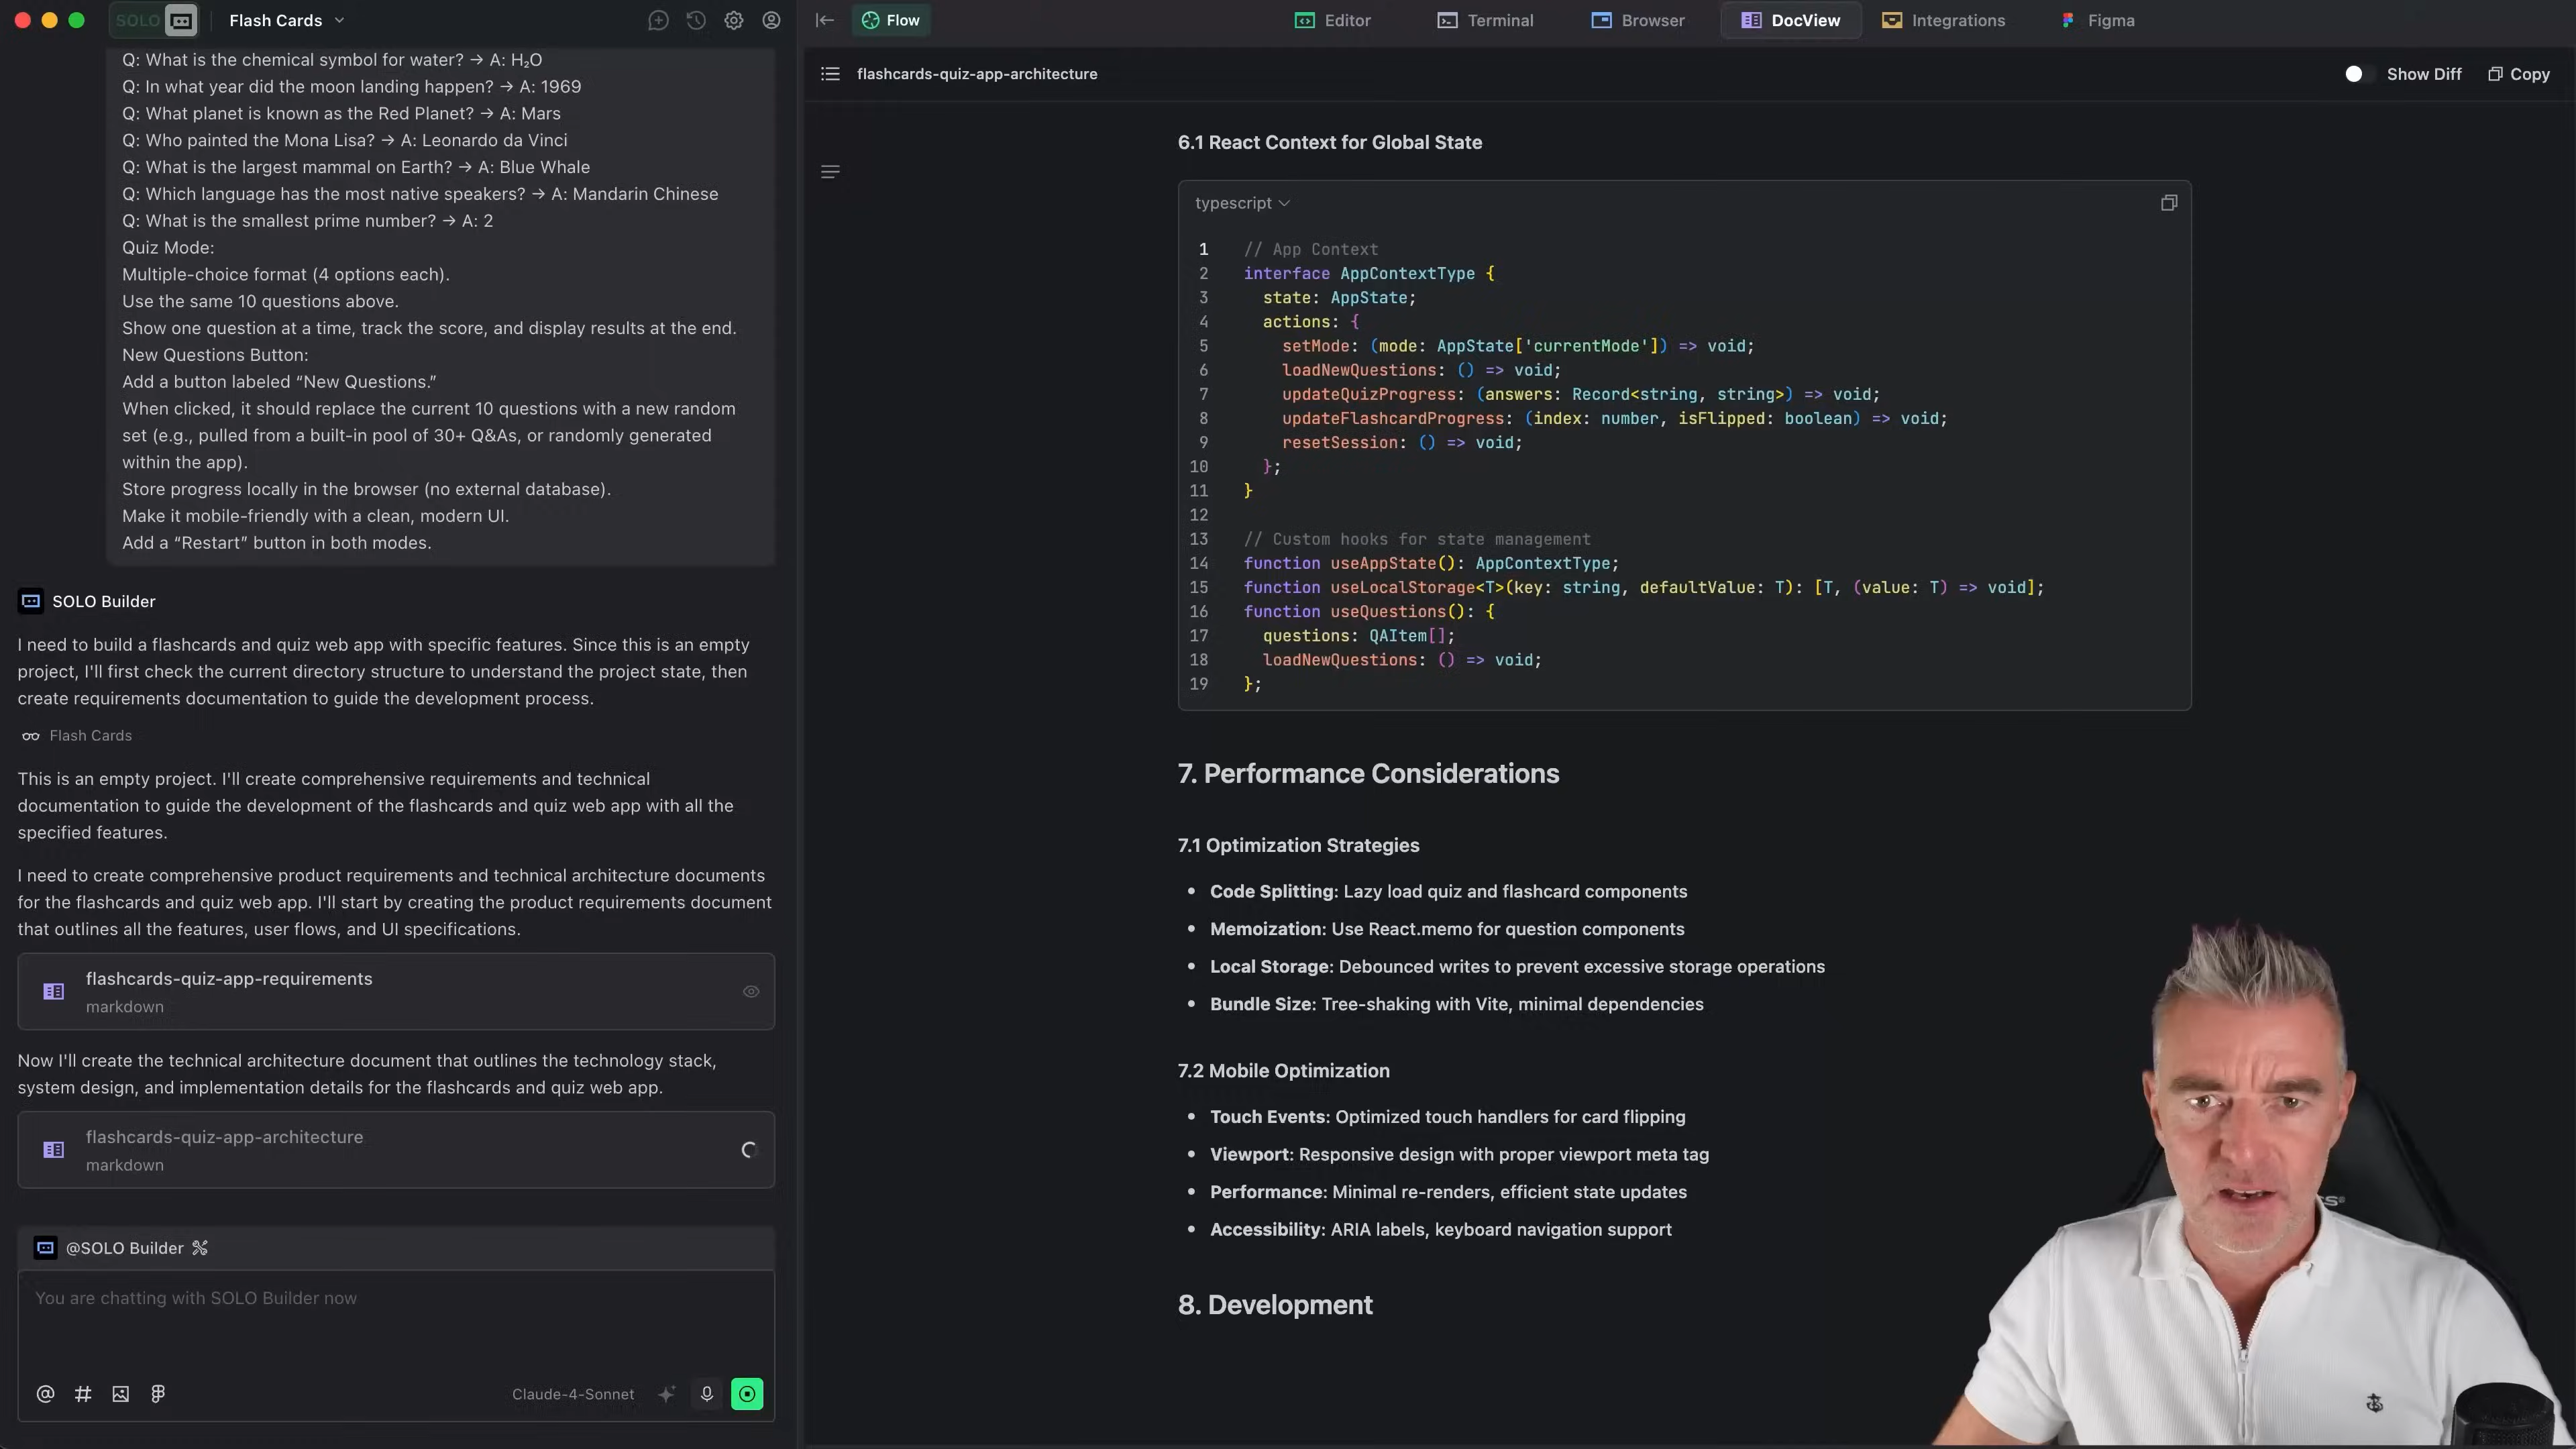 SOLO
Flash Cards
Q: What is the chemical symbol for water? → A: H₂O
Q: In what year did the moon landing happen? → A: 1969
Q: What planet is known as the Red Planet? → A: Mars
Q: Who painted the Mona Lisa? → A: Leonardo da Vinci
Q: What is the largest mammal on Earth? → A: Blue Whale
Q: Which language has the most native speakers? → A: Mandarin Chinese
Q: What is the smallest prime number? → A: 2
Quiz Mode:
Multiple-choice format (4 options each).
Use the same 10 questions above.
Show one question at a time, track the score, and display results at the end.
New Questions Button:
Add a button labeled “New Questions.”
When clicked, it should replace the current 10 questions with a new random
set (e.g., pulled from a built-in pool of 30+ Q&As, or randomly generated
within the app).
Store progress locally in the browser (no external database).
Make it mobile-friendly with a clean, modern UI.
Add a “Restart” button in both modes.
SOLO Builder
I need to build a flashcards and quiz web app with specific features. Since this is an empty
project, I'll first check the current directory structure to understand the project state, then
create requirements documentation to guide the development process.
Flash Cards
This is an empty project. I'll create comprehensive requirements and technical
documentation to guide the development of the flashcards and quiz web app with all the
specified features.
I need to create comprehensive product requirements and technical architecture documents
for the flashcards and quiz web app. I'll start by creating the product requirements document
that outlines all the features, user flows, and UI specifications.
flashcards-quiz-app-requirements
markdown
Now I'll create the technical architecture document that outlines the technology stack,
system design, and implementation details for the flashcards and quiz web app.
flashcards-quiz-app-architecture
markdown
@SOLO Builder
You are chatting with SOLO Builder now
Claude-4-Sonnet
Flow
Editor
Terminal
Browser
DocView
Integrations
Figma
flashcards-quiz-app-architecture
Show Diff
Copy
6.1 React Context for Global State
typescript
1 // App Context
2 interface AppContextType {
3 state: AppState;
4 actions: {
5 setMode: (mode: AppState['currentMode']) => void;
6 loadNewQuestions: () => void;
7 updateQuizProgress: (answers: Record<string, string>) => void;
8 updateFlashcardProgress: (index: number, isFlipped: boolean) => void;
9 resetSession: () => void;
10 };
11 }
12
13 // Custom hooks for state management
14 function useAppState(): AppContextType;
15 function useLocalStorage<T>(key: string, defaultValue: T): [T, (value: T) => void];
16 function useQuestions(): {
17 questions: QAItem[];
18 loadNewQuestions: () => void;
19 };
7. Performance Considerations
7.1 Optimization Strategies
• Code Splitting: Lazy load quiz and flashcard components
• Memoization: Use React.memo for question components
• Local Storage: Debounced writes to prevent excessive storage operations
• Bundle Size: Tree-shaking with Vite, minimal dependencies
7.2 Mobile Optimization
• Touch Events: Optimized touch handlers for card flipping
• Viewport: Responsive design with proper viewport meta tag
• Performance: Minimal re-renders, efficient state updates
• Accessibility: ARIA labels, keyboard navigation support
8. Development